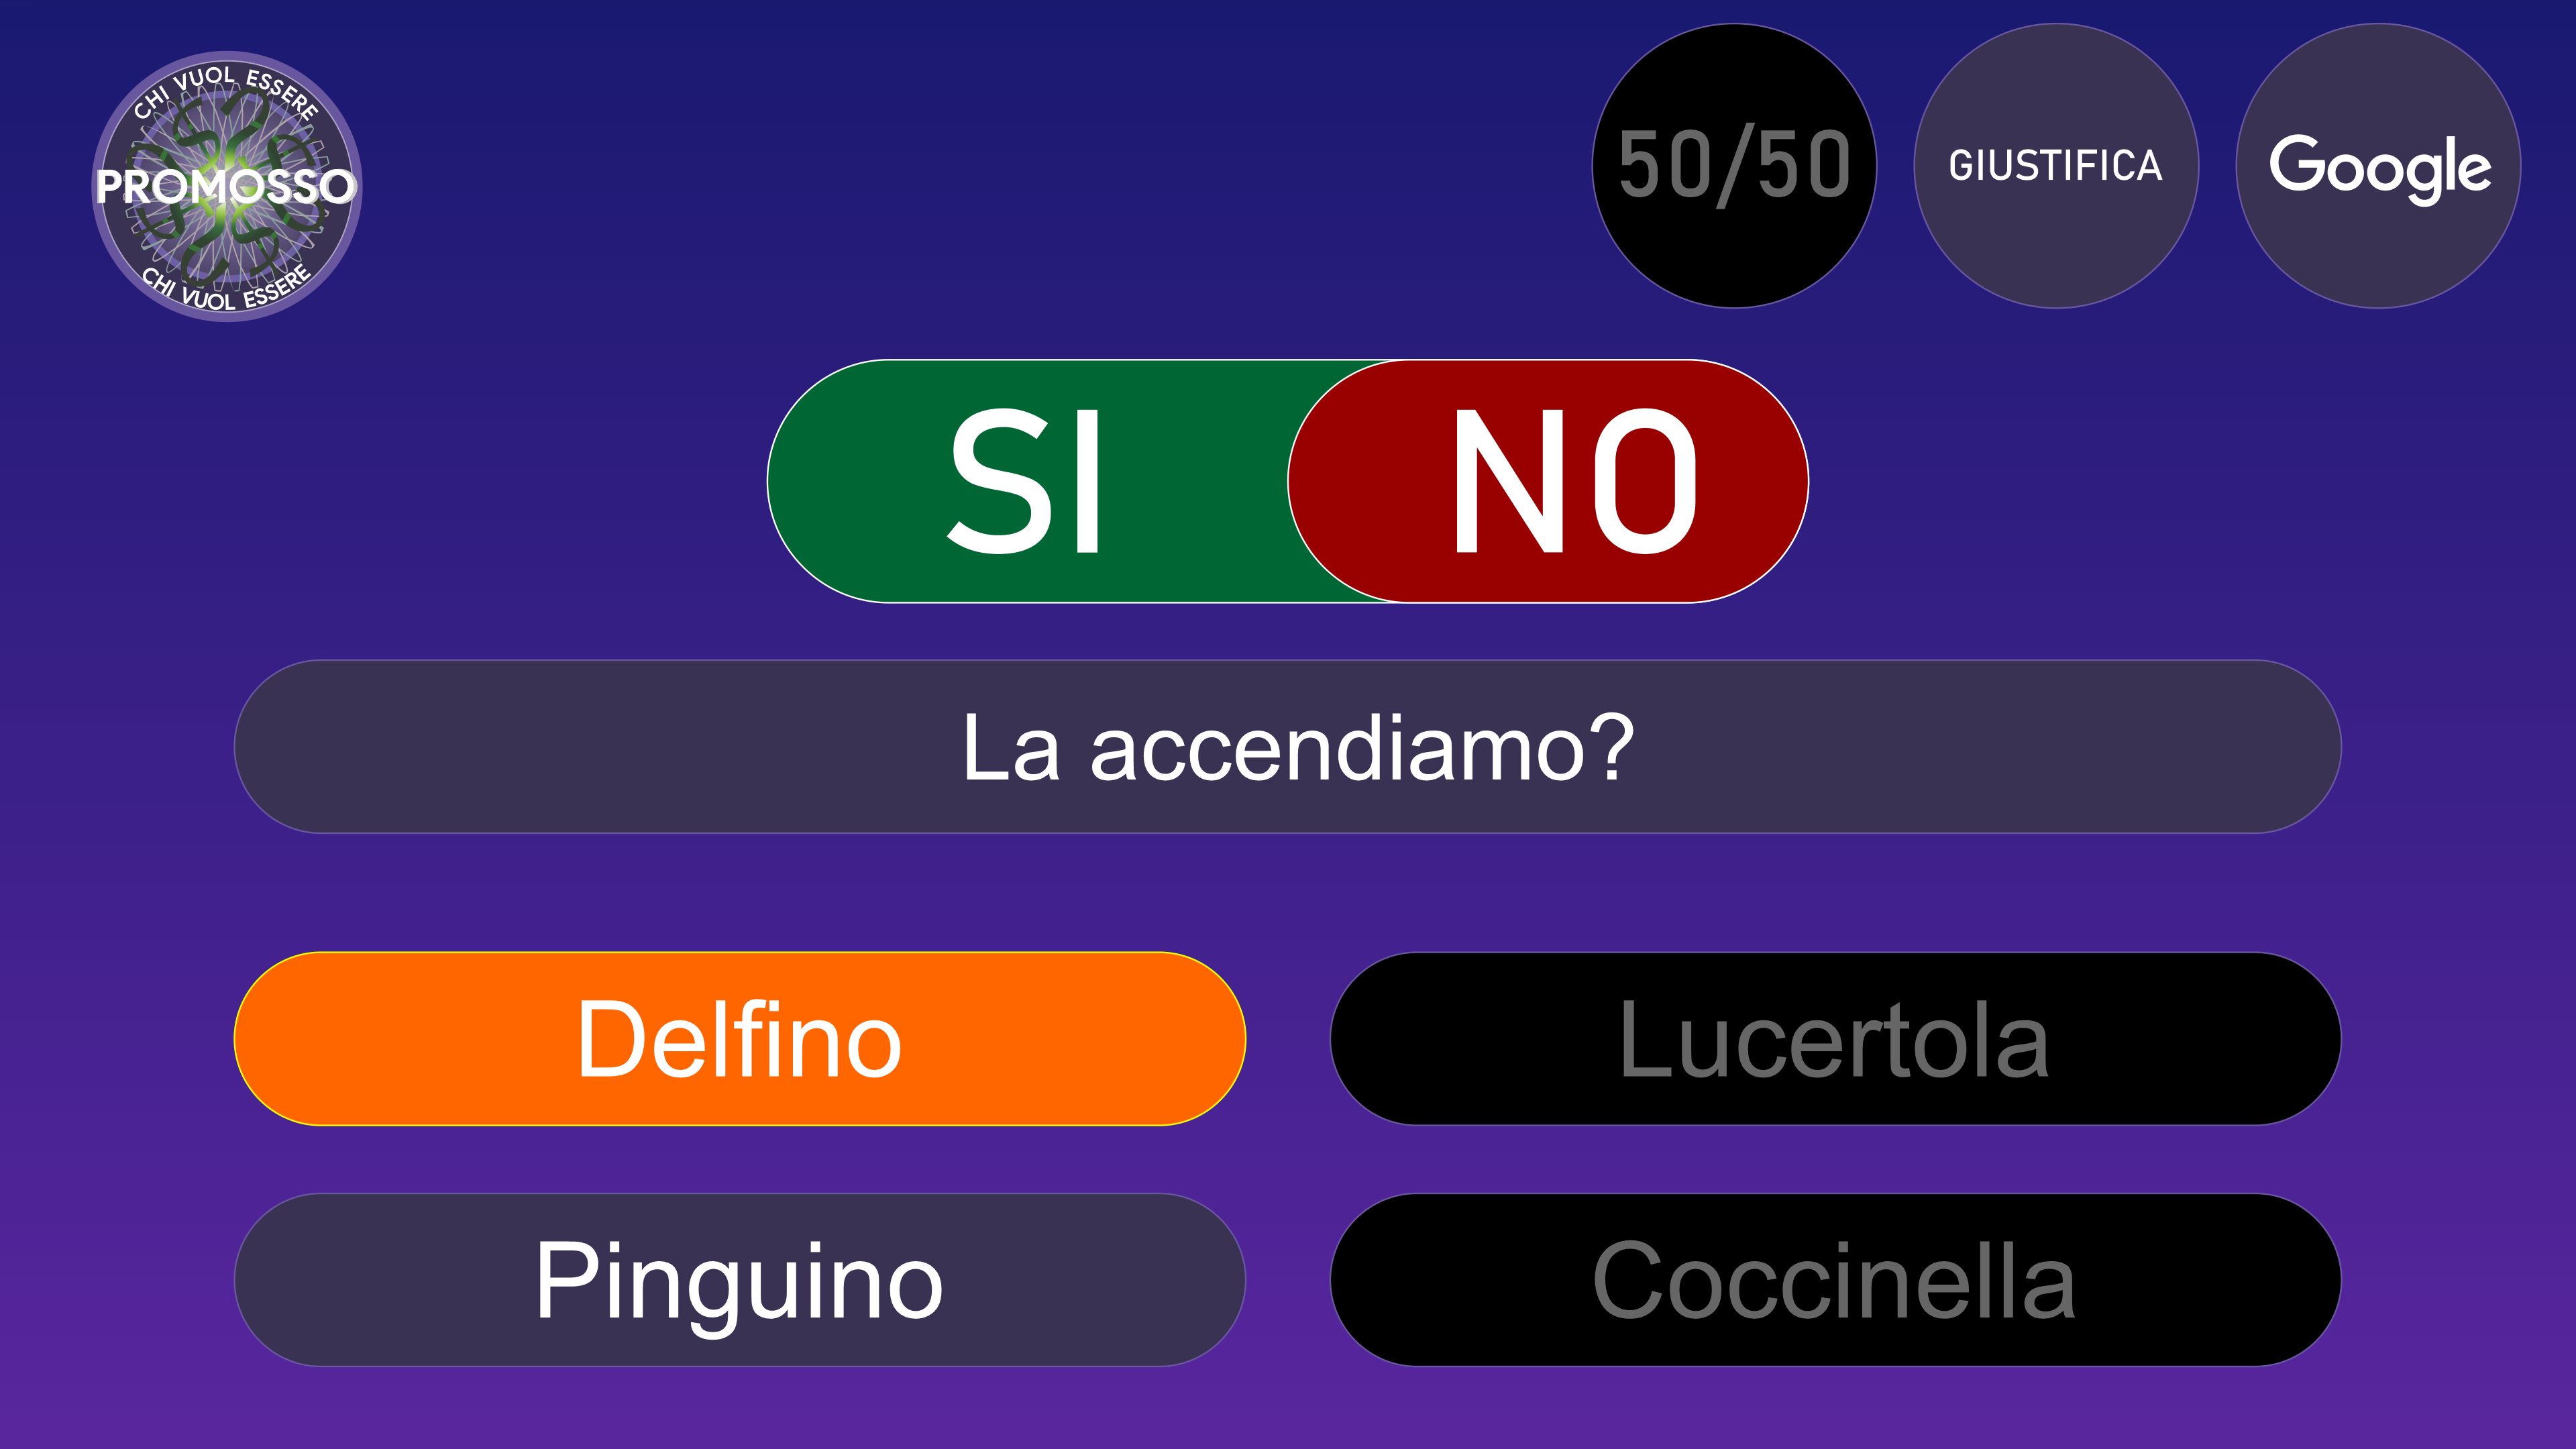 CHI VUOL ESSERE
PROMOSSO
CHI VUOL ESSERE
50/50
GIUSTIFICA
Google
SI
NO
La accendiamo?
Delfino
Lucertola
Pinguino
Coccinella